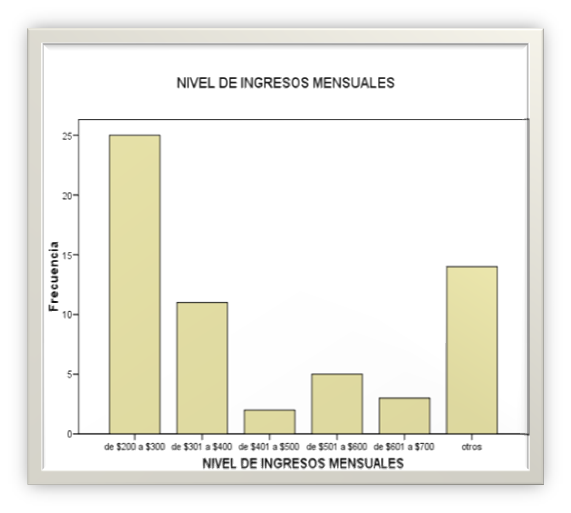 NIVEL DE INGRESOS MENSUALES
Frecuencia
25
20
15
10
5
0
de $200 a $300 de $301 a $400 de $401 a $500 de $501 a $600 de $601 a $700 otros
NIVEL DE INGRESOS MENSUALES